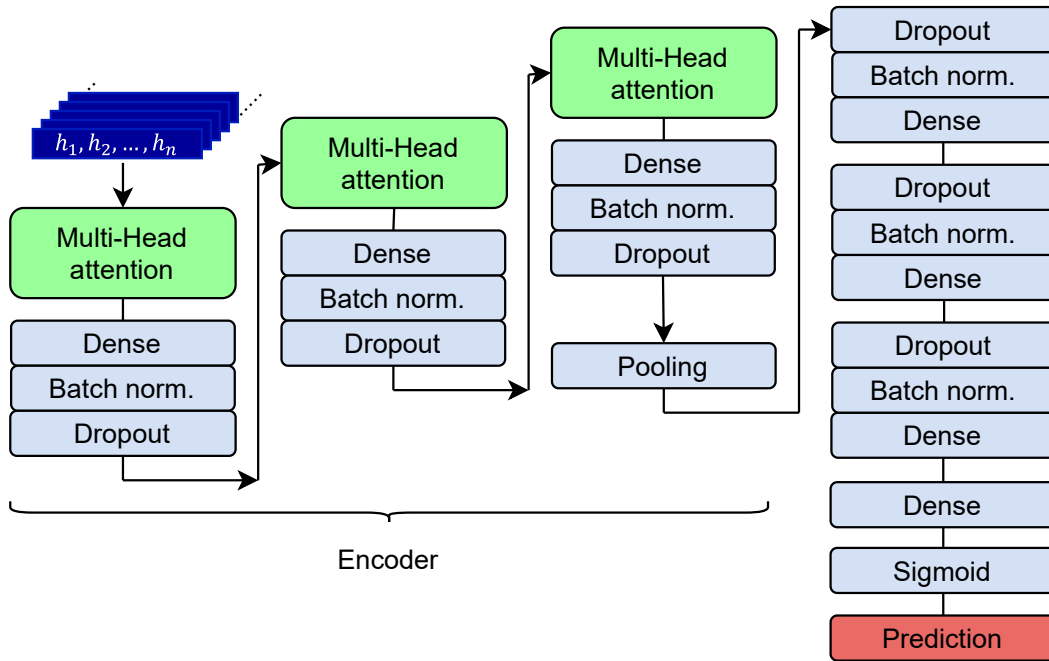 h₁, h₂, ..., hₙ
Multi-Head
attention
Dense
Batch norm.
Dropout
Multi-Head
attention
Dense
Batch norm.
Dropout
Multi-Head
attention
Dense
Batch norm.
Dropout
Pooling
Encoder
Dropout
Batch norm.
Dense
Dropout
Batch norm.
Dense
Dropout
Batch norm.
Dense
Dense
Sigmoid
Prediction